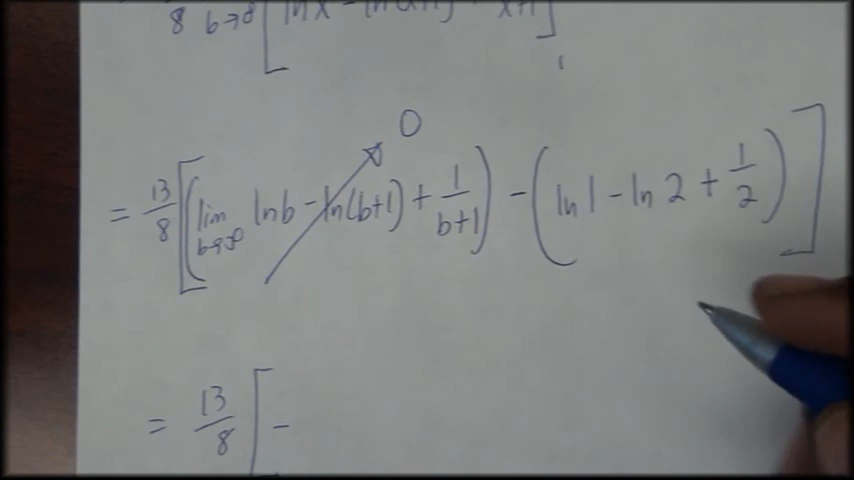 8 b→∞ [ln x - ln(x+1) x+1]
1
= 13/8 [(lim b→∞ ln b - ln(b+1) + 1/(b+1)) - (ln 1 - ln 2 + 1/2)]
0
= 13/8 [-